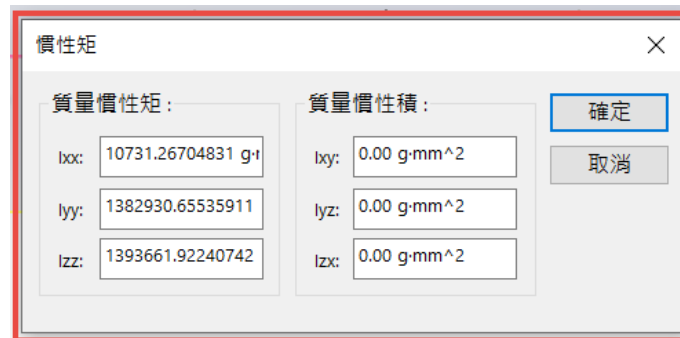 慣性矩
質量慣性矩 :
Ixx: 10731.26704831
Iyy: 1382930.65535911
Izz: 1393661.92240742
質量慣性積 :
Ixy: 0.00 g·mm^2
Iyz: 0.00 g·mm^2
Izx: 0.00 g·mm^2
確定
取消